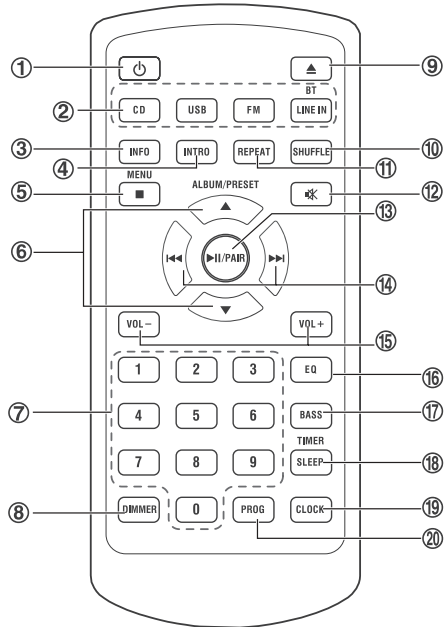 ① ⑨
BT
② CD USB FM LINE IN
③ INFO INTRO REPEAT SHUFFLE ⑩
④ ⑪
MENU ALBUM/PRESET
⑤ ⑫
⑬
⑥ /PAIR
⑭
VOL− VOL+
⑮
1 2 3 EQ ⑯
⑦ 4 5 6 BASS ⑰
TIMER
7 8 9 SLEEP ⑱
⑧ DIMMER 0 PROG CLOCK ⑲
⑳